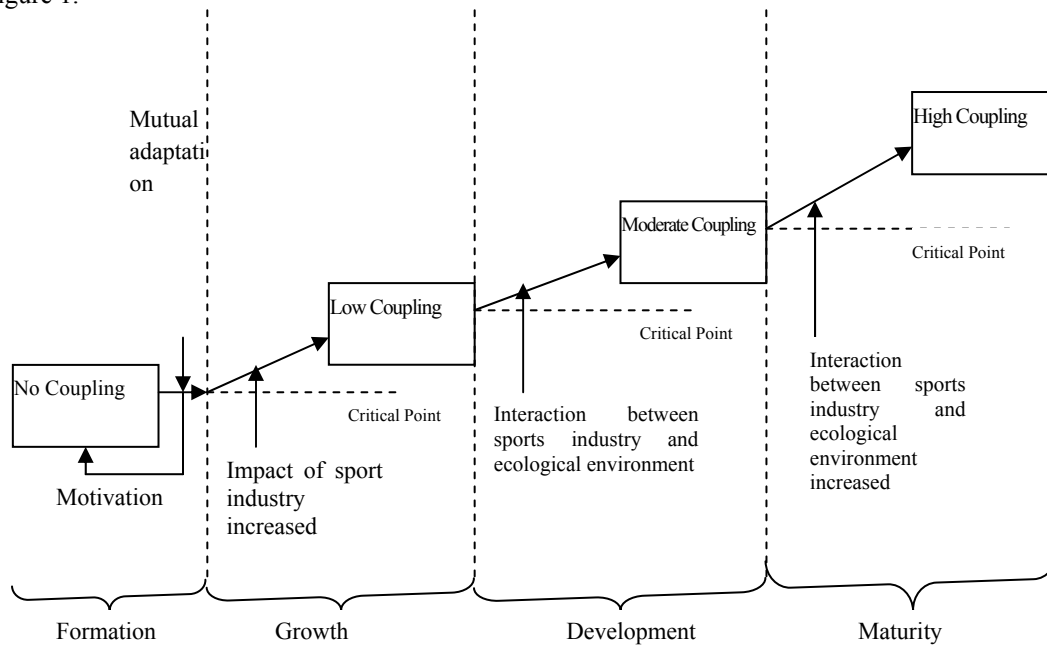 igure 1.
Mutual
adaptati
on
High Coupling
Moderate Coupling
Critical Point
Low Coupling
Critical Point
No Coupling
Critical Point
Motivation
Impact of sport
industry
increased
Interaction between
sports industry and
ecological environment
Interaction
between sports
industry and
ecological
environment
increased
Formation
Growth
Development
Maturity